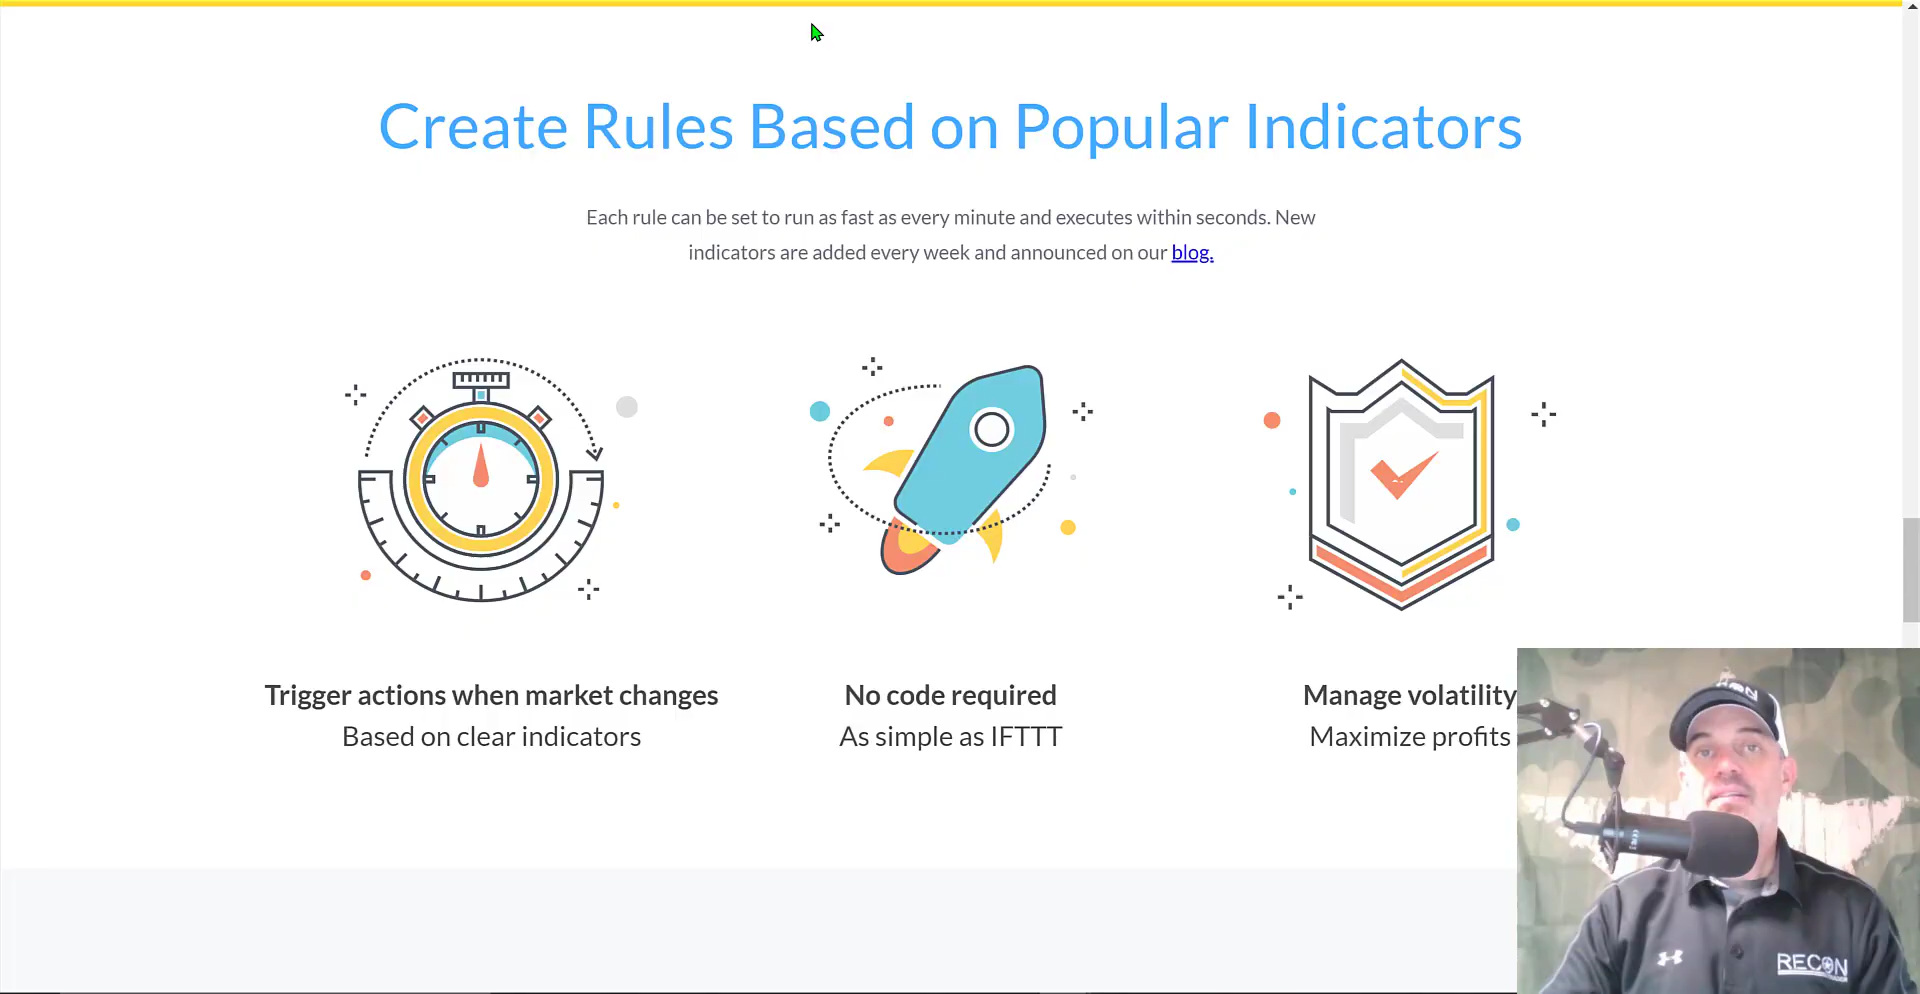 Create Rules Based on Popular Indicators
Each rule can be set to run as fast as every minute and executes within seconds. New
indicators are added every week and announced on our blog.
Trigger actions when market changes
Based on clear indicators
No code required
As simple as IFTTT
Manage volatility
Maximize profits
RECON